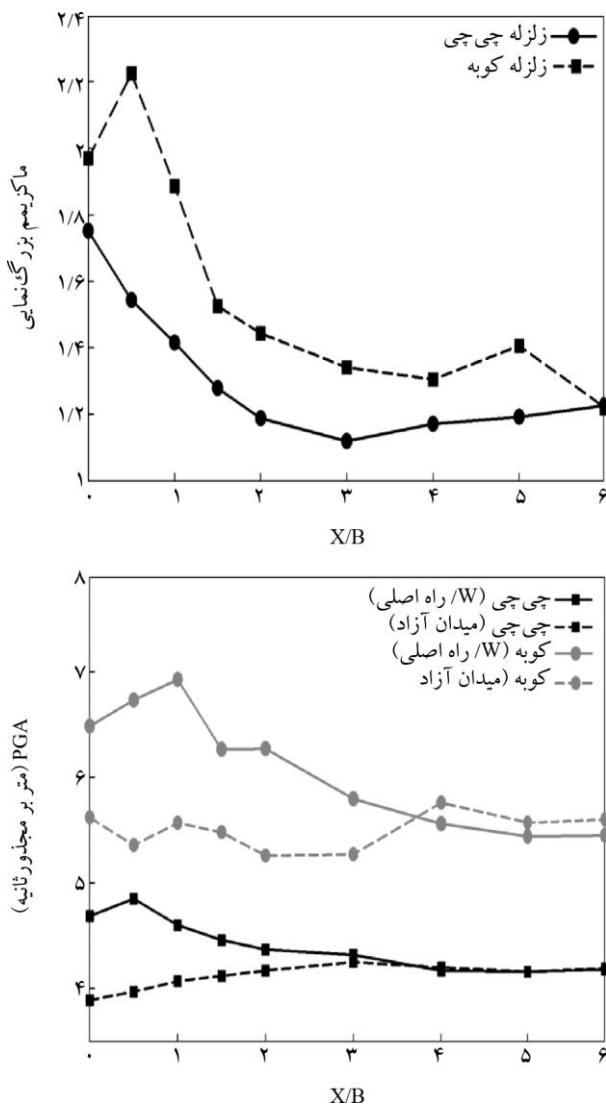 زلزله چی‌چی
زلزله کوبه
ماکزیمم بزرگ‌نمایی
۲/۴
۲/۲
۲
۱/۸
۱/۶
۱/۴
۱/۲
۱
۰ ۱ ۲ ۳ ۴ ۵ ۶
X/B
چی‌چی (W/ راه اصلی)
چی‌چی (میدان آزاد)
کوبه (W/ راه اصلی)
کوبه (میدان آزاد
PGA (متر بر مجذور ثانیه)
۸
۷
۶
۵
۴
۰ ۱ ۲ ۳ ۴ ۵ ۶
X/B